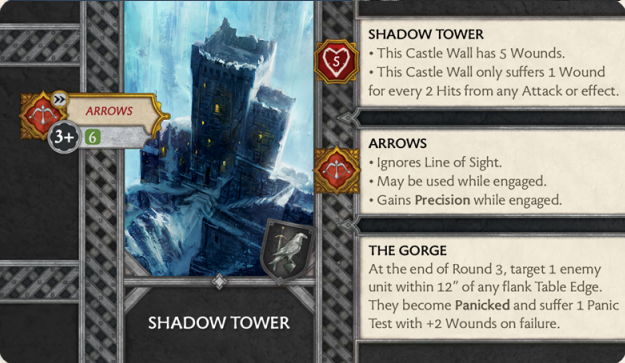 ARROWS
3+
6
SHADOW TOWER
5
SHADOW TOWER
• This Castle Wall has 5 Wounds.
• This Castle Wall only suffers 1 Wound
for every 2 Hits from any Attack or effect.
ARROWS
• Ignores Line of Sight.
• May be used while engaged.
• Gains Precision while engaged.
THE GORGE
At the end of Round 3, target 1 enemy
unit within 12" of any flank Table Edge.
They become Panicked and suffer 1 Panic
Test with +2 Wounds on failure.